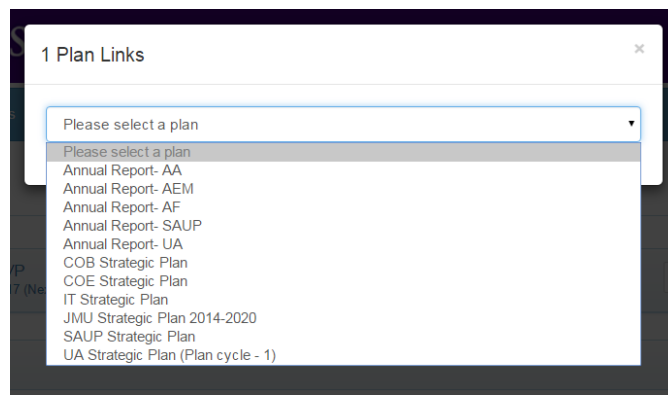 S
1 Plan Links
×
s
Please select a plan
Please select a plan
Annual Report- AA
Annual Report- AEM
Annual Report- AF
Annual Report- SAUP
Annual Report- UA
COB Strategic Plan
/P
COE Strategic Plan
17 (Ne
IT Strategic Plan
JMU Strategic Plan 2014-2020
SAUP Strategic Plan
UA Strategic Plan (Plan cycle - 1)